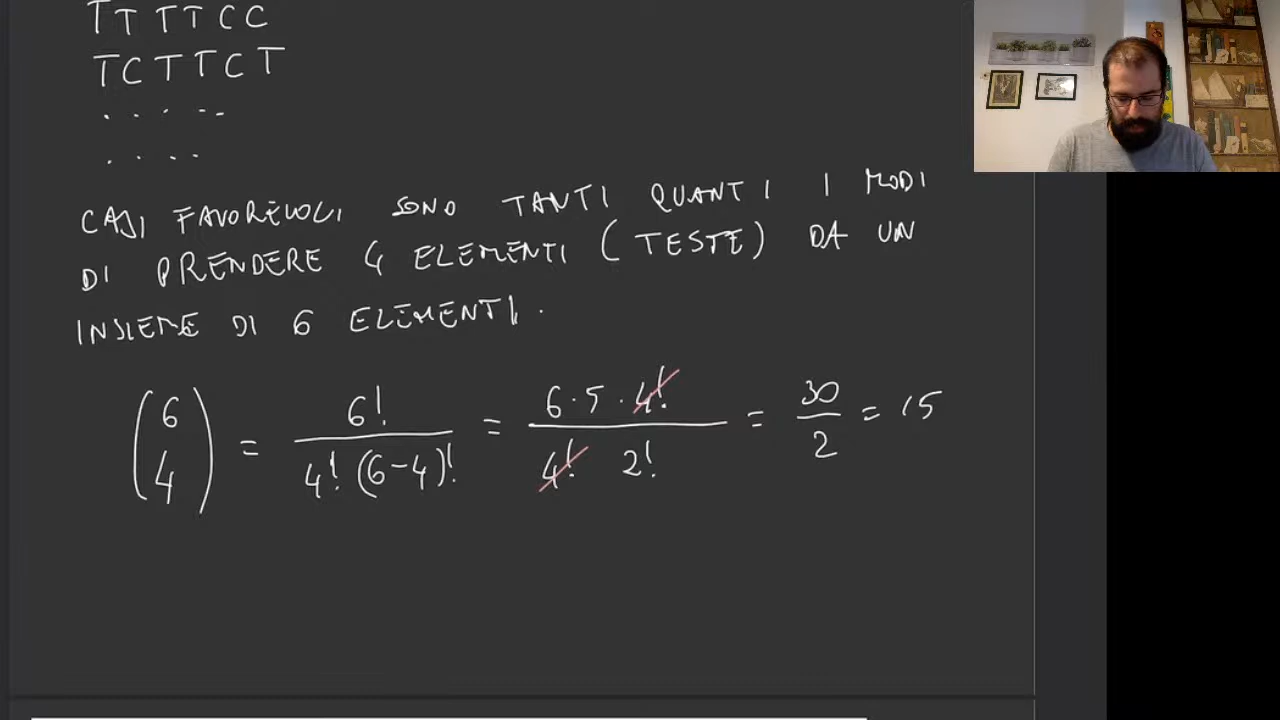 TTTTCC
TCTTCT
. . . . .
. . . .
CASI FAVOREVOLI SONO TANTI QUANTI I MODI
DI PRENDERE 4 ELEMENTI (TESTE) DA UN
INSIEME DI 6 ELEMENTI.
(6 4) = 6! / 4! (6-4)! = 6·5·4! / 4! 2! = 30/2 = 15